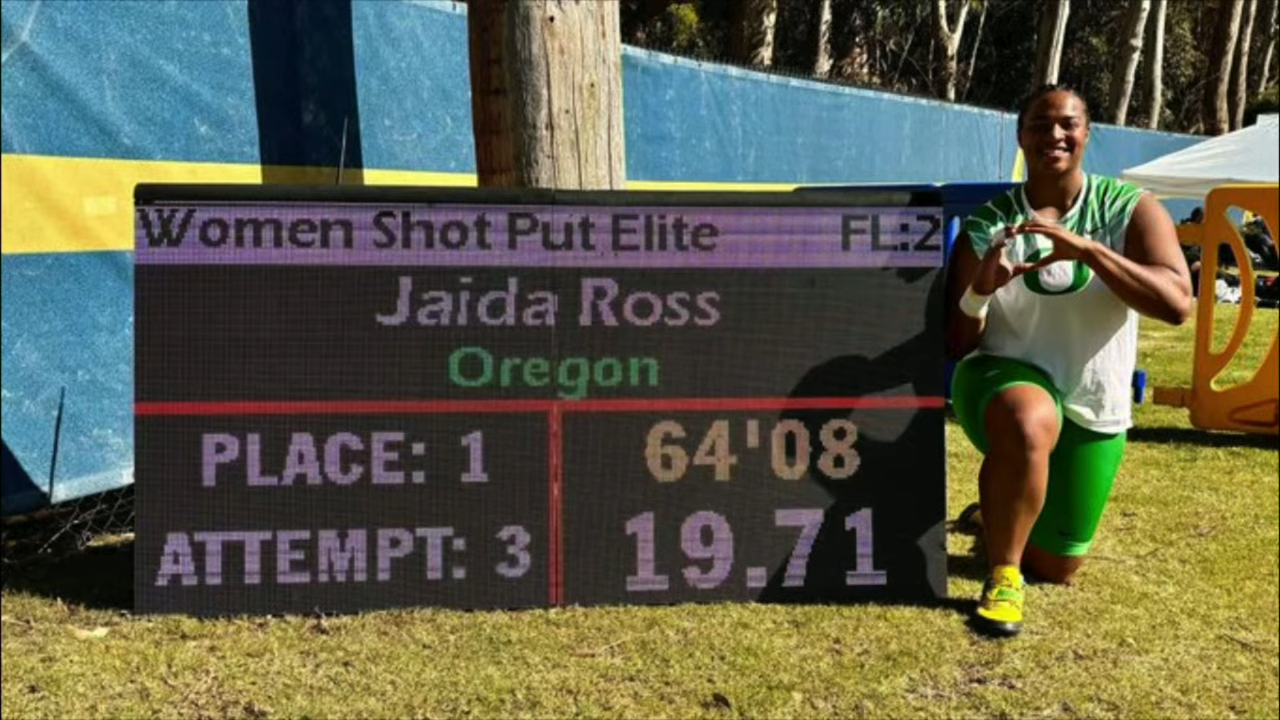 Women Shot Put Elite FL:2
Jaida Ross
Oregon
PLACE: 1 64'08
ATTEMPT: 3 19.71
O